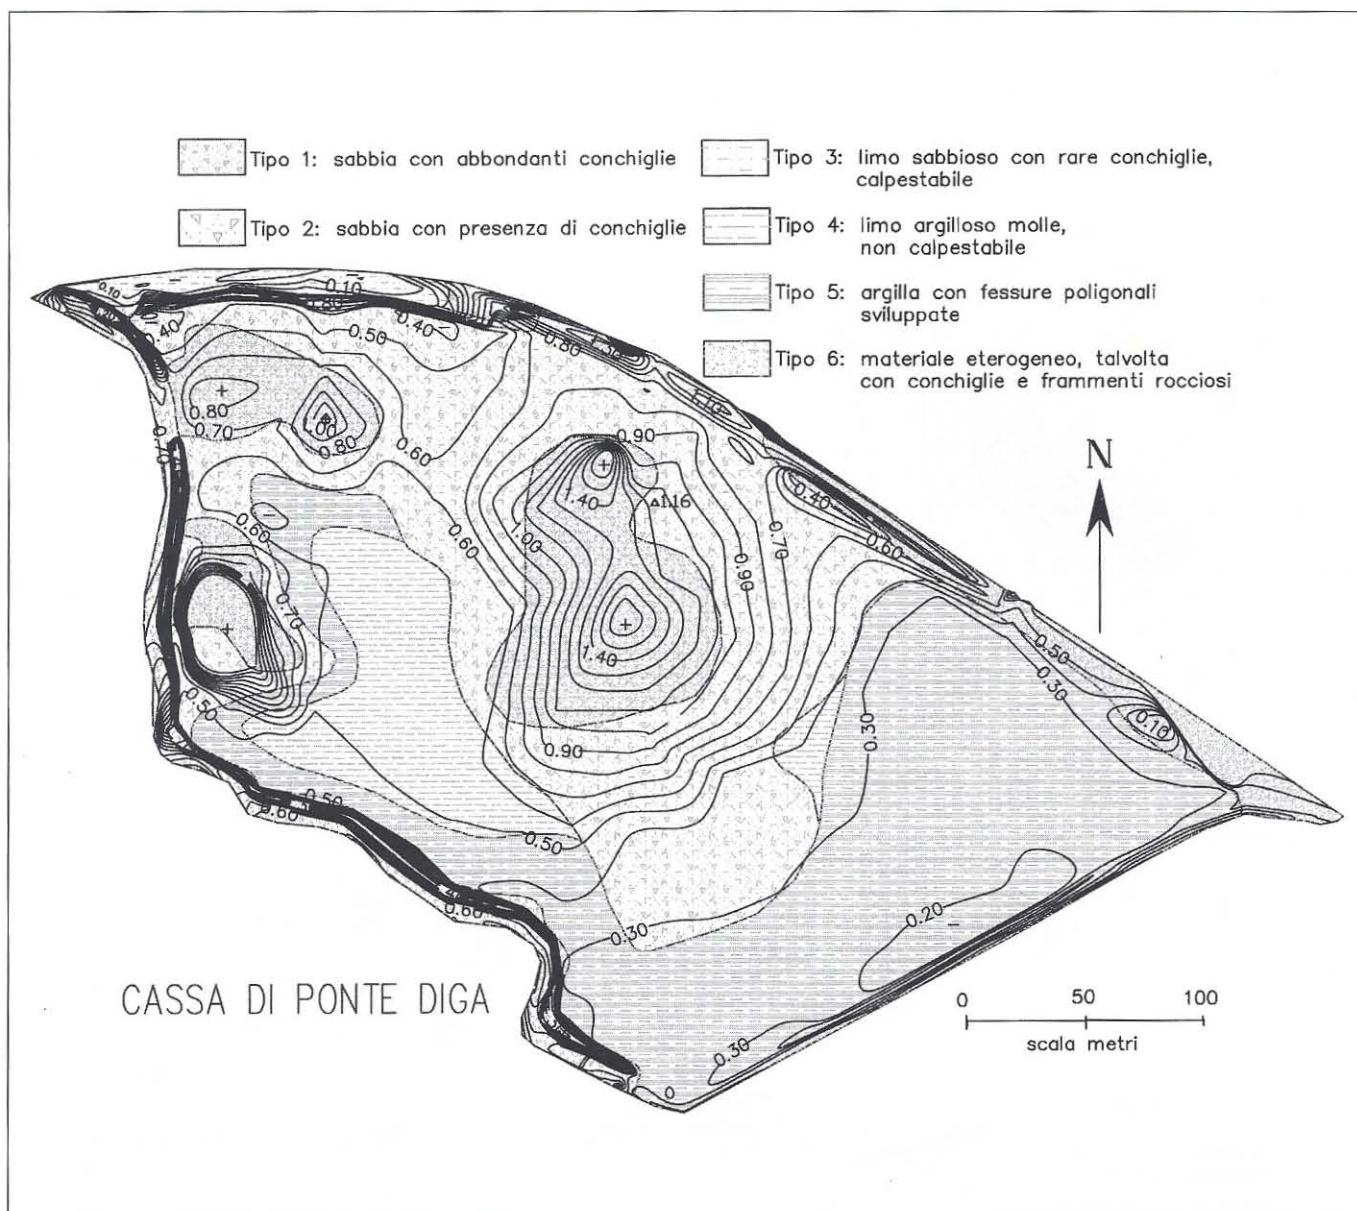 Tipo 1: sabbia con abbondanti conchiglie
Tipo 2: sabbia con presenza di conchiglie
Tipo 3: limo sabbioso con rare conchiglie,
calpestabile
Tipo 4: limo argilloso molle,
non calpestabile
Tipo 5: argilla con fessure poligonali
sviluppate
Tipo 6: materiale eterogeneo, talvolta
con conchiglie e frammenti rocciosi
0.10
0.10
0.40
0.50
0.40
0.80
1.10
0.80
0.70
0.80
0.60
0.90
N
1.40
1.16
0.40
0.60
0.60
1.00
0.70
0.60
0.90
0.70
1.40
0.50
0.30
0.50
0.30
0.10
0.90
0.50
0.60
0.50
0.60
0.30
0.20
CASSA DI PONTE DIGA
0 50 100
scala metri
0.30
0